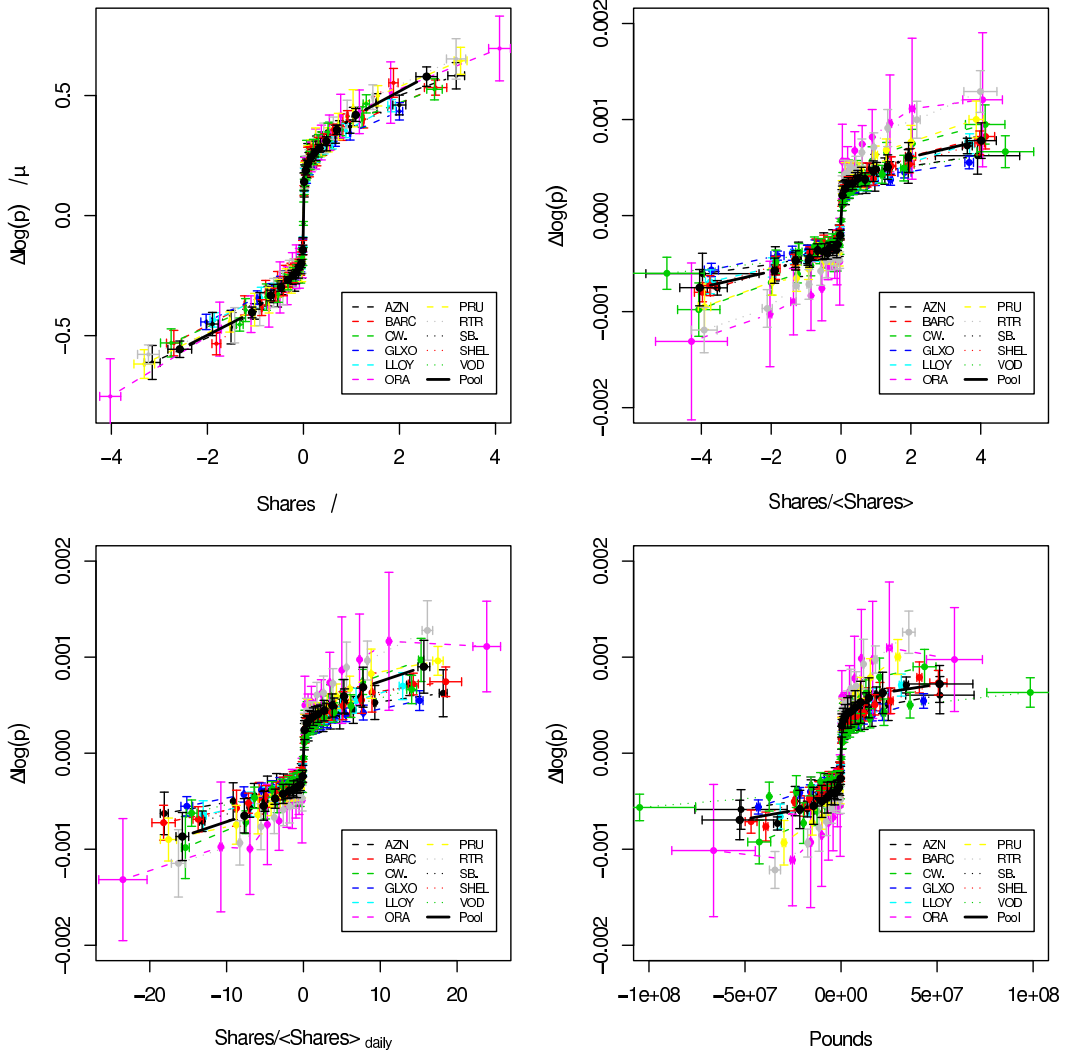 Δlog(p) /μ
0.5
0.0
−0.5
−4 −2 0 2 4
Shares /
AZN PRU
BARC RTR
CW. SB.
GLXO SHEL
LLOY VOD
ORA Pool
Δlog(p)
0.002
0.001
0.000
−0.001
−0.002
−4 −2 0 2 4
Shares/<Shares>
AZN PRU
BARC RTR
CW. SB.
GLXO SHEL
LLOY VOD
ORA Pool
Δlog(p)
0.002
0.001
0.000
−0.001
−0.002
−20 −10 0 10 20
Shares/<Shares> daily
AZN PRU
BARC RTR
CW. SB.
GLXO SHEL
LLOY VOD
ORA Pool
Δlog(p)
0.002
0.001
0.000
−0.001
−0.002
−1e+08 −5e+07 0e+00 5e+07 1e+08
Pounds
AZN PRU
BARC RTR
CW. SB.
GLXO SHEL
LLOY VOD
ORA Pool